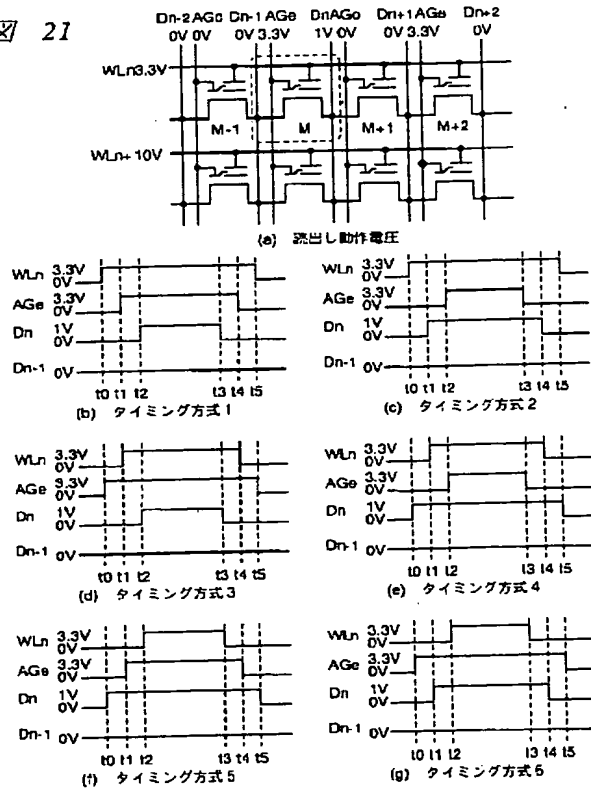 図 21
Dn-2 AGo Dn-1 AGe Dn AGo Dn+1 AGe Dn+2
0V 0V 0V 3.3V 1V 0V 0V 3.3V 0V
WLn3.3V
M-1 M M+1 M+2
WLn+10V
(a) 読出し動作電圧
WLn 3.3V 0V
AGe 3.3V 0V
Dn 1V 0V
Dn-1 0V
t0 t1 t2 t3 t4 t5
(b) タイミング方式1
WLn 3.3V 0V
AGe 3.3V 0V
Dn 1V 0V
Dn-1 0V
t0 t1 t2 t3 t4 t5
(c) タイミング方式2
WLn 3.3V 0V
AGe 3.3V 0V
Dn 1V 0V
Dn-1 0V
t0 t1 t2 t3 t4 t5
(d) タイミング方式3
WLn 3.3V 0V
AGe 3.3V 0V
Dn 1V 0V
Dn-1 0V
t0 t1 t2 t3 t4 t5
(e) タイミング方式4
WLn 3.3V 0V
AGe 3.3V 0V
Dn 1V 0V
Dn-1 0V
t0 t1 t2 t3 t4 t5
(f) タイミング方式5
WLn 3.3V 0V
AGe 3.3V 0V
Dn 1V 0V
Dn-1 0V
t0 t1 t2 t3 t4 t5
(g) タイミング方式6